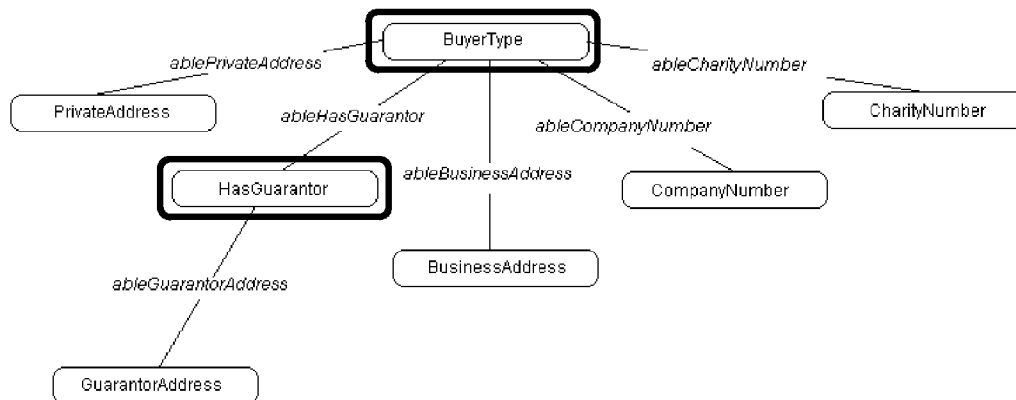 BuyerType
ablePrivateAddress
ableCharityNumber
PrivateAddress
CharityNumber
ableHasGuarantor
ableCompanyNumber
ableBusinessAddress
HasGuarantor
CompanyNumber
BusinessAddress
ableGuarantorAddress
GuarantorAddress